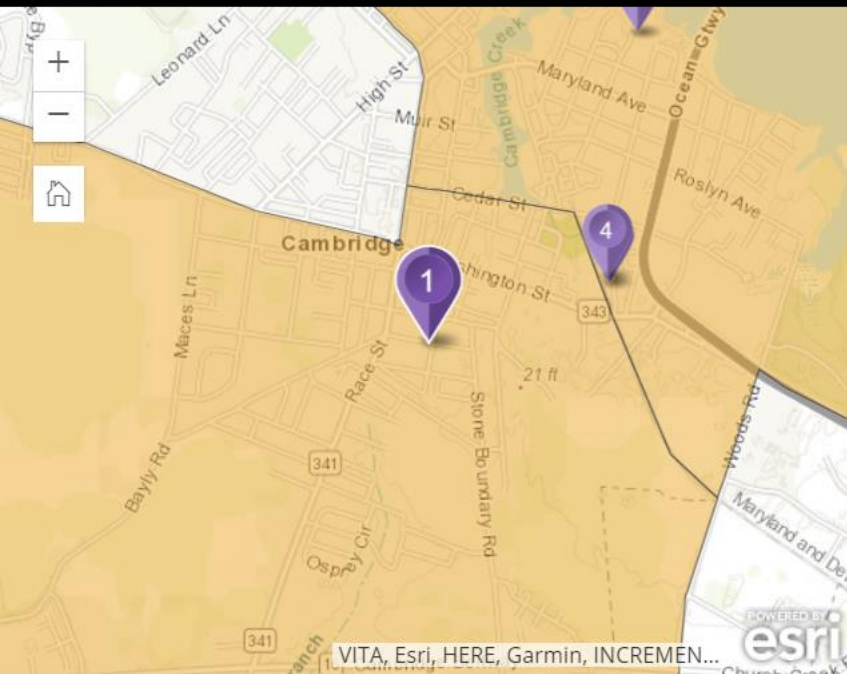 Leonard Ln
High St
Muir St
Cambridge Creek
Maryland Ave
Ocean Gtwy
Roslyn Ave
Cedar St
4
Cambridge
1
shington St
343
Maces Ln
Race St
21 ft
Stone Boundary Rd
Woods Rd
Bayly Rd
341
Maryland and De
Osprey Cir
POWERED BY
esri
341
VITA, Esri, HERE, Garmin, INCREMEN...